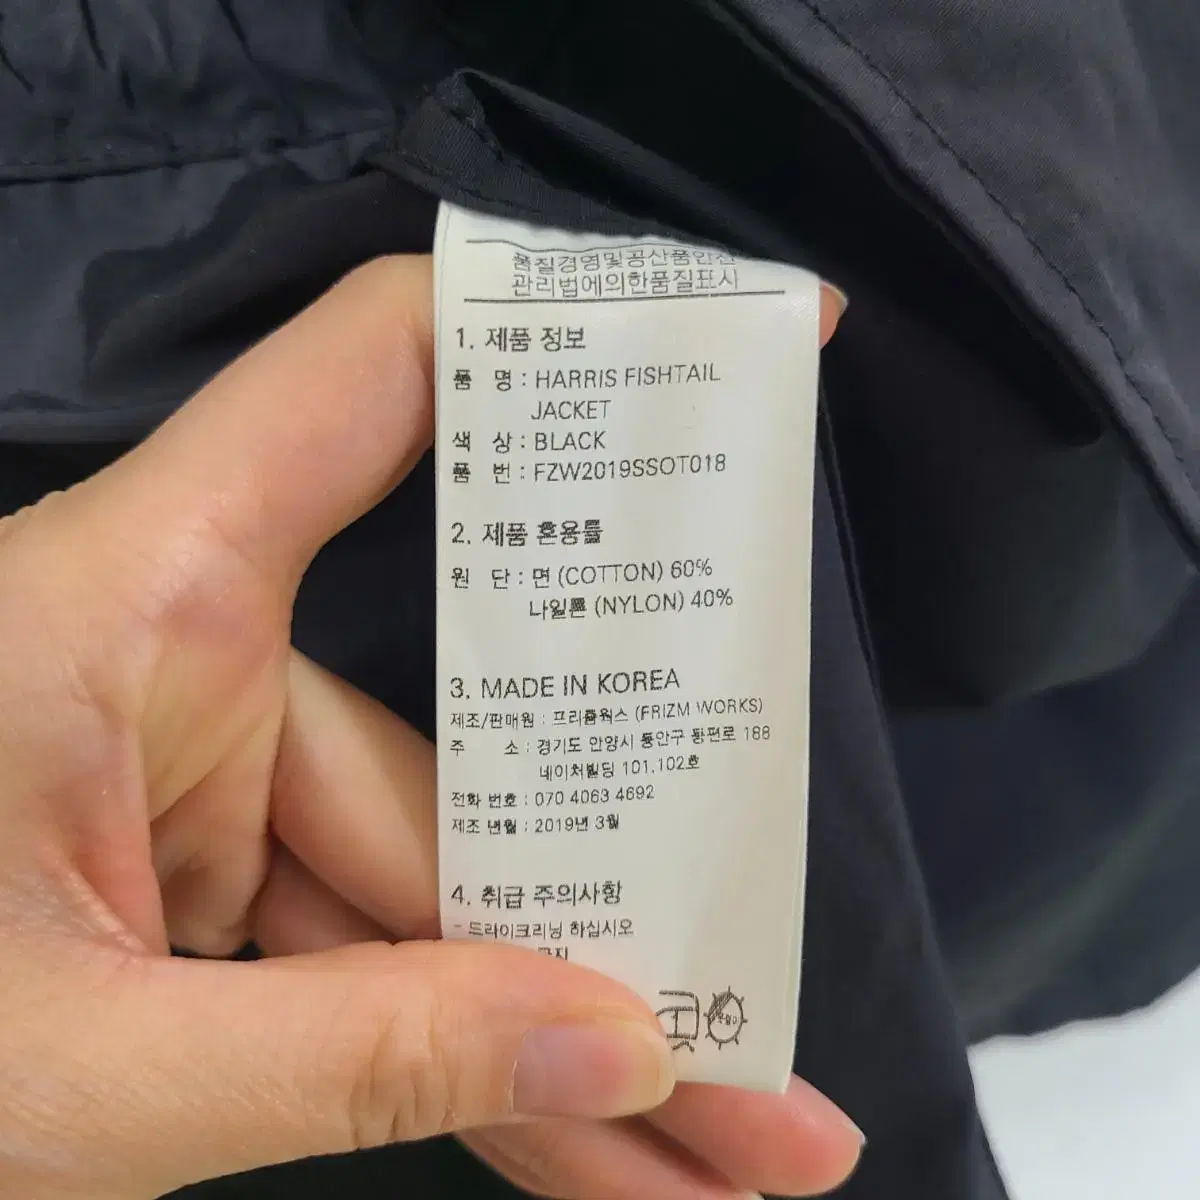 품질경영및공산품안전
관리법에의한품질표시
1. 제품 정보
품 명 : HARRIS FISHTAIL
JACKET
색 상 : BLACK
품 번 : FZW2019SSOT018
2. 제품 혼용률
원 단 : 면 (COTTON) 60%
나일론 (NYLON) 40%
3. MADE IN KOREA
제조/판매원 : 프리즘웍스 (FRIZM WORKS)
주 소 : 경기도 안양시 동안구 동편로 188
네이처빌딩 101.102호
전화 번호 : 070 4063 4692
제조 년월 : 2019년 3월
4. 취급 주의사항
- 드라이크리닝 하십시오
금지